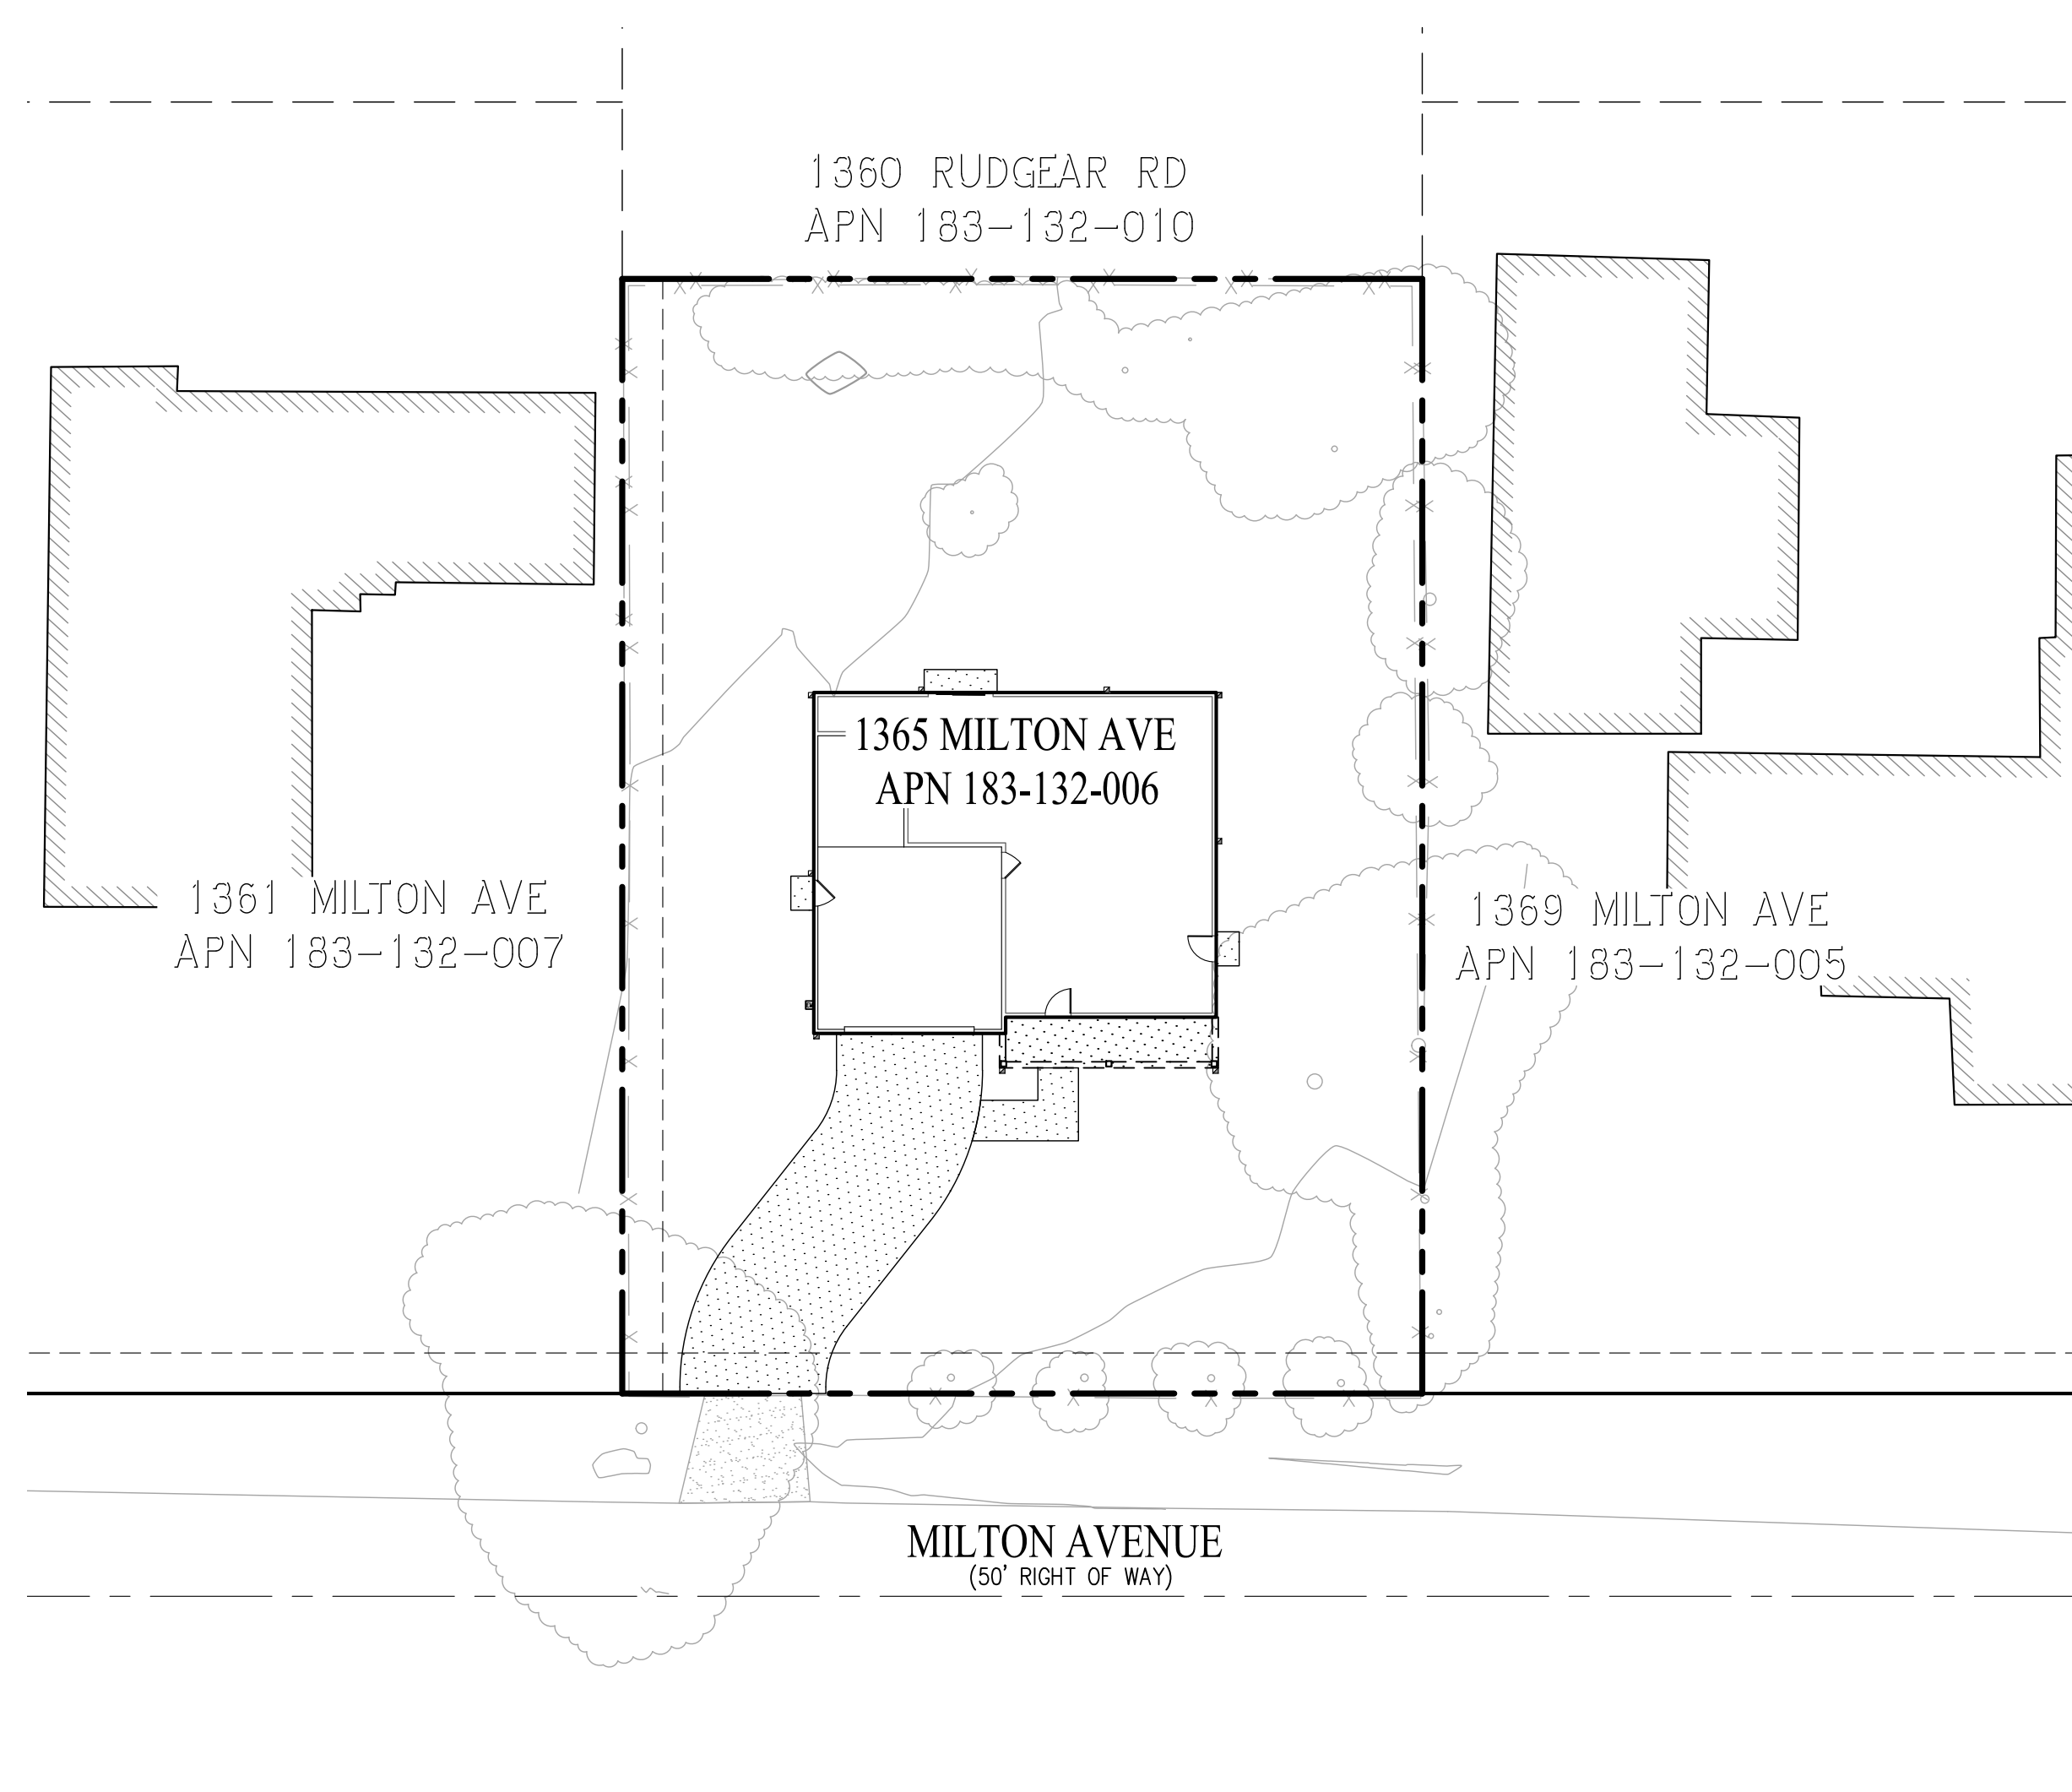 1360 RUDGEAR RD
APN 183-132-010
1365 MILTON AVE
APN 183-132-006
1361 MILTON AVE
APN 183-132-007
1369 MILTON AVE
APN 183-132-005
MILTON AVENUE
(50' RIGHT OF WAY)